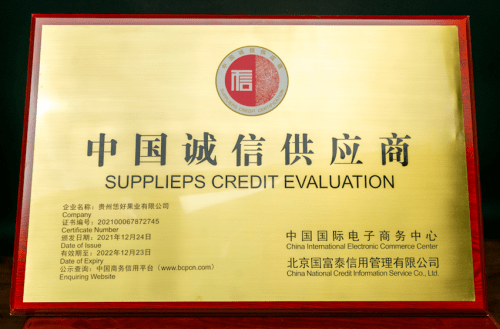 信
中国诚信供应商
SUPPLIEPS CREDIT EVALUATION
企业名称：贵州恁好果业有限公司
Company
证书编号：202100067872745
Certificate Number
颁发日期：2021年12月24日
Date of Issue
有效期至：2022年12月23日
Date of Expiry
公示查询：中国商务信用平台（www.bcpcn.com）
Enquiring Website
中国国际电子商务中心
China International Electronic Commerce Center
北京国富泰信用管理有限公司
China National Credit Information Service Co., Ltd.